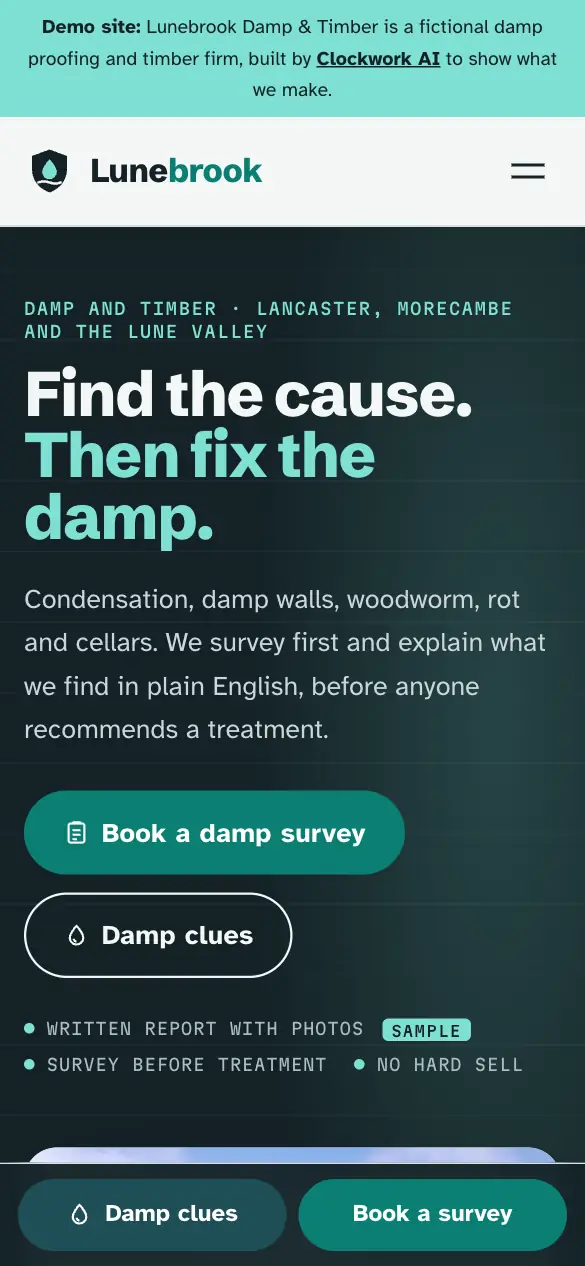 Demo site: Lunebrook Damp & Timber is a fictional damp
proofing and timber firm, built by Clockwork AI to show what
we make.
Lunebrook
DAMP AND TIMBER · LANCASTER, MORECAMBE
AND THE LUNE VALLEY
Find the cause.
Then fix the
damp.
Condensation, damp walls, woodworm, rot
and cellars. We survey first and explain what
we find in plain English, before anyone
recommends a treatment.
Book a damp survey
Damp clues
WRITTEN REPORT WITH PHOTOS SAMPLE
SURVEY BEFORE TREATMENT NO HARD SELL
Damp clues Book a survey